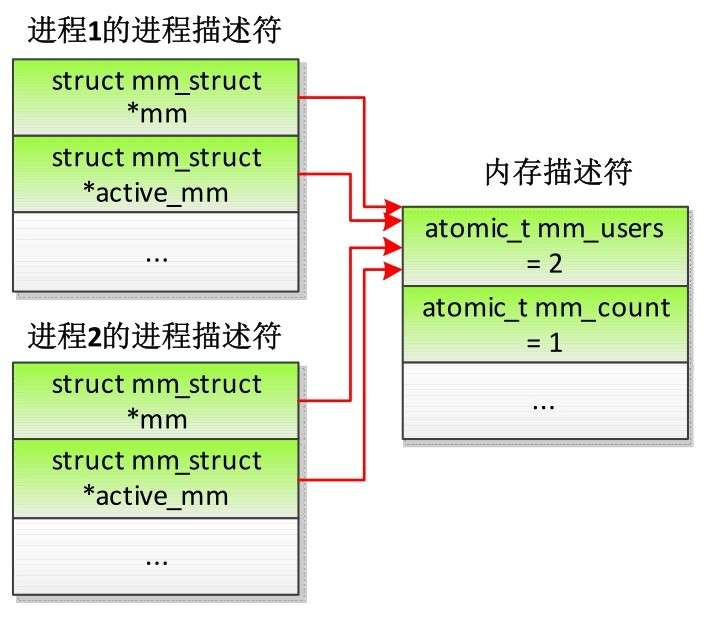 进程1的进程描述符
struct mm_struct
*mm
struct mm_struct
*active_mm
...
内存描述符
atomic_t mm_users
= 2
atomic_t mm_count
= 1
...
进程2的进程描述符
struct mm_struct
*mm
struct mm_struct
*active_mm
...